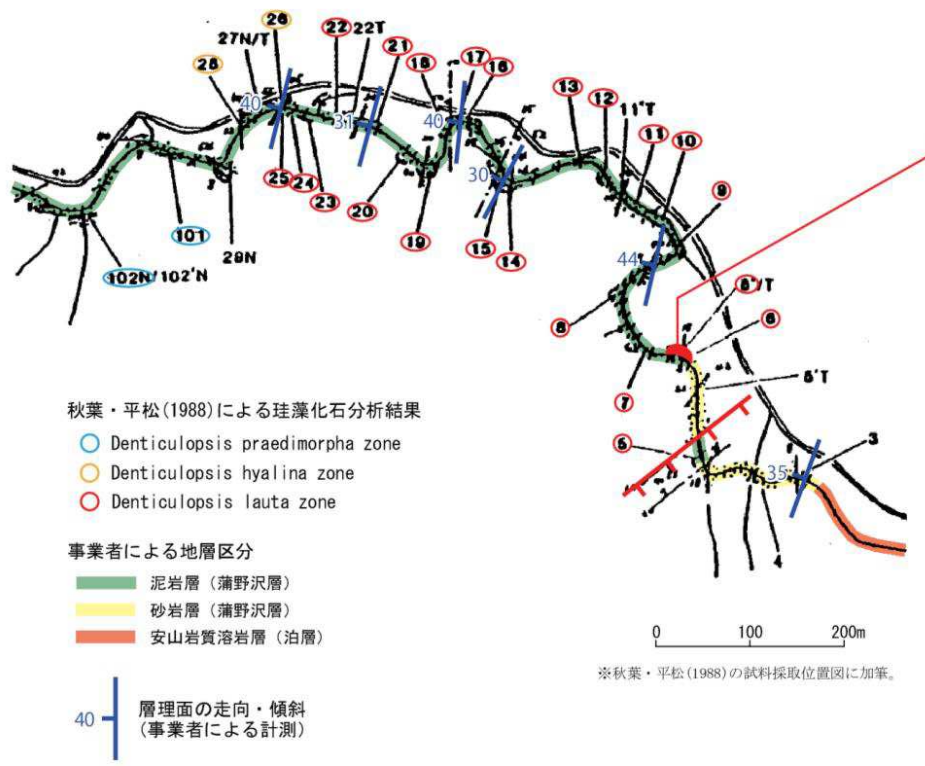 26
22
27N/T
22T
21
17
16
18
25
13
12
11'T
11
10
40
31
40
30
9
25
24
23
20
19
15
14
101
29N
102N/102'N
44
8
6'/T
6
7
5'T
5
3
35
4
秋葉・平松(1988)による珪藻化石分析結果
Denticulopsis praedimorpha zone
Denticulopsis hyalina zone
Denticulopsis lauta zone
事業者による地層区分
泥岩層(蒲野沢層)
砂岩層(蒲野沢層)
安山岩質溶岩層(泊層)
0 100 200m
※秋葉・平松(1988)の試料採取位置図に加筆。
40
層理面の走向・傾斜
(事業者による計測)